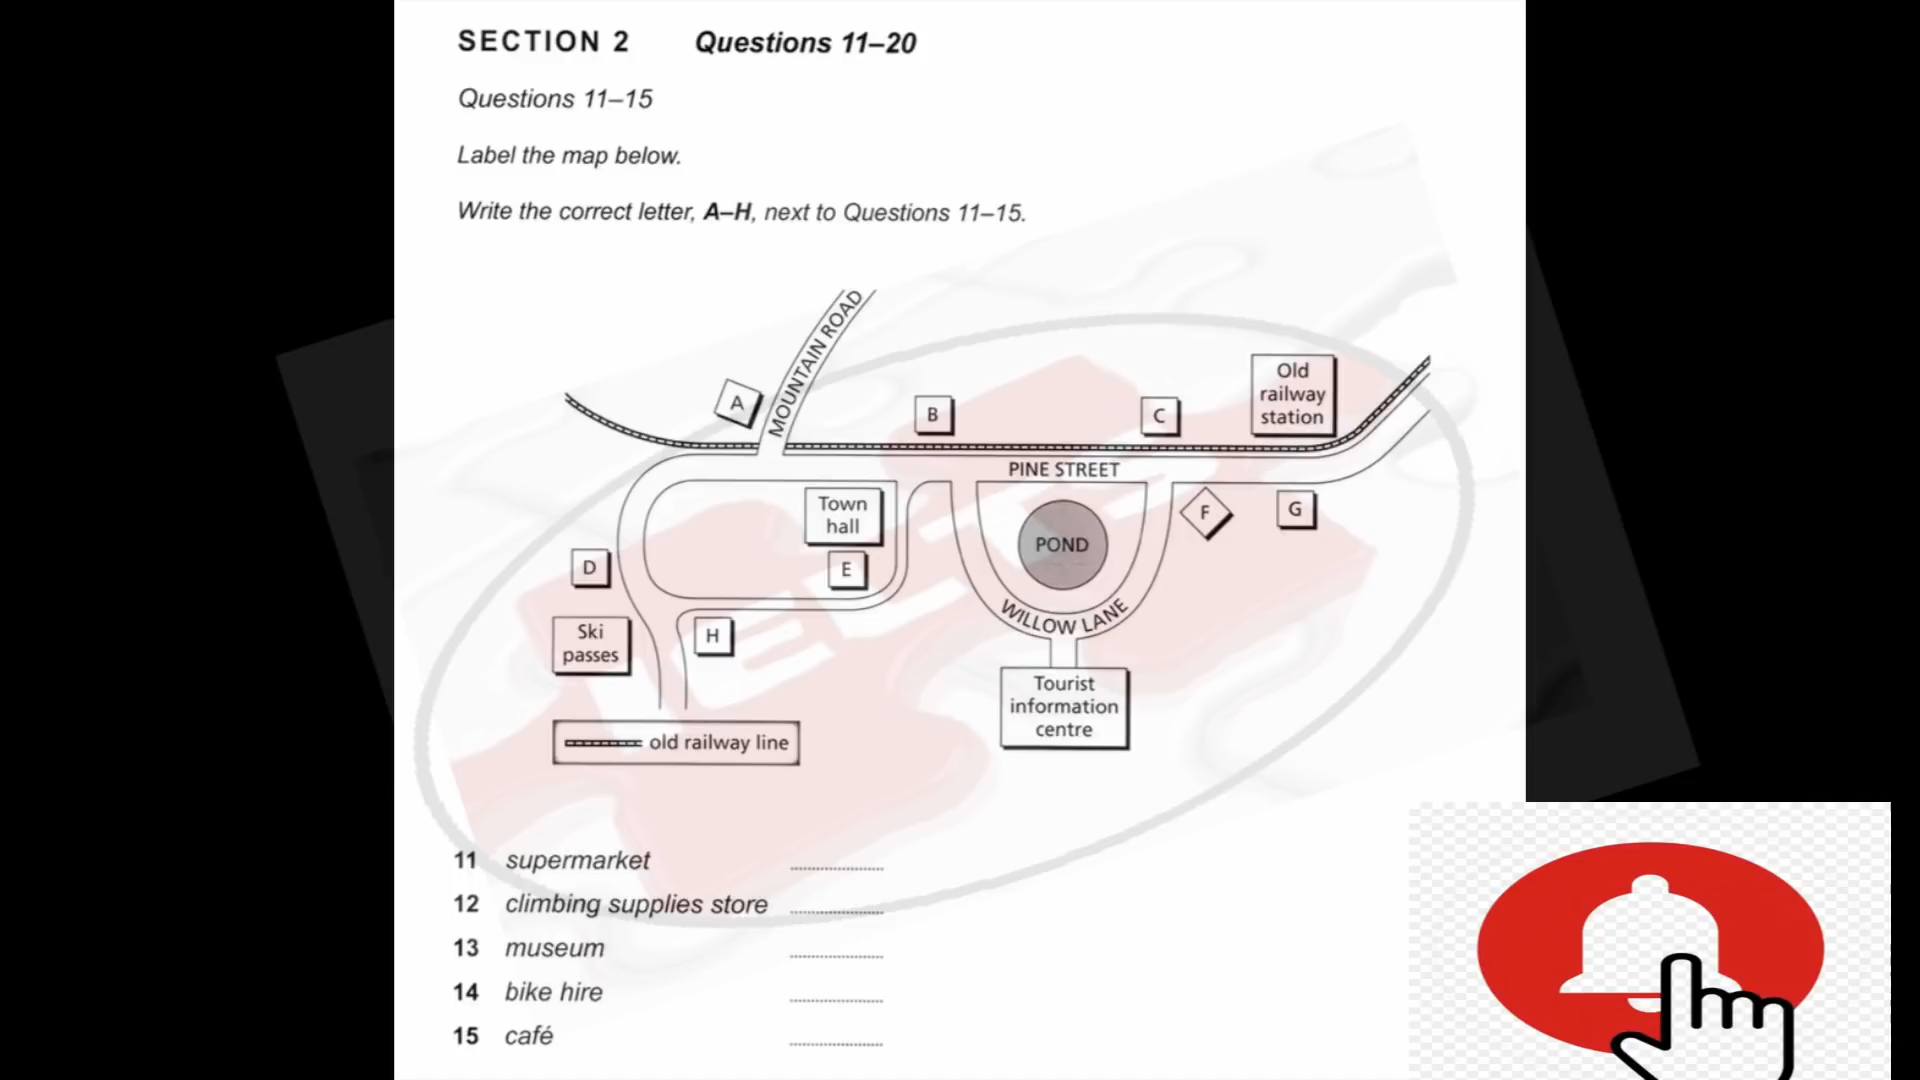 SECTION 2 Questions 11–20
Questions 11–15
Label the map below.
Write the correct letter, A–H, next to Questions 11–15.
MOUNTAIN ROAD
A
B
C
Old
railway
station
PINE STREET
Town
hall
POND
F
G
D
E
WILLOW LANE
Ski
passes
H
Tourist
information
centre
old railway line
11 supermarket ....................
12 climbing supplies store ....................
13 museum ....................
14 bike hire ....................
15 café ....................